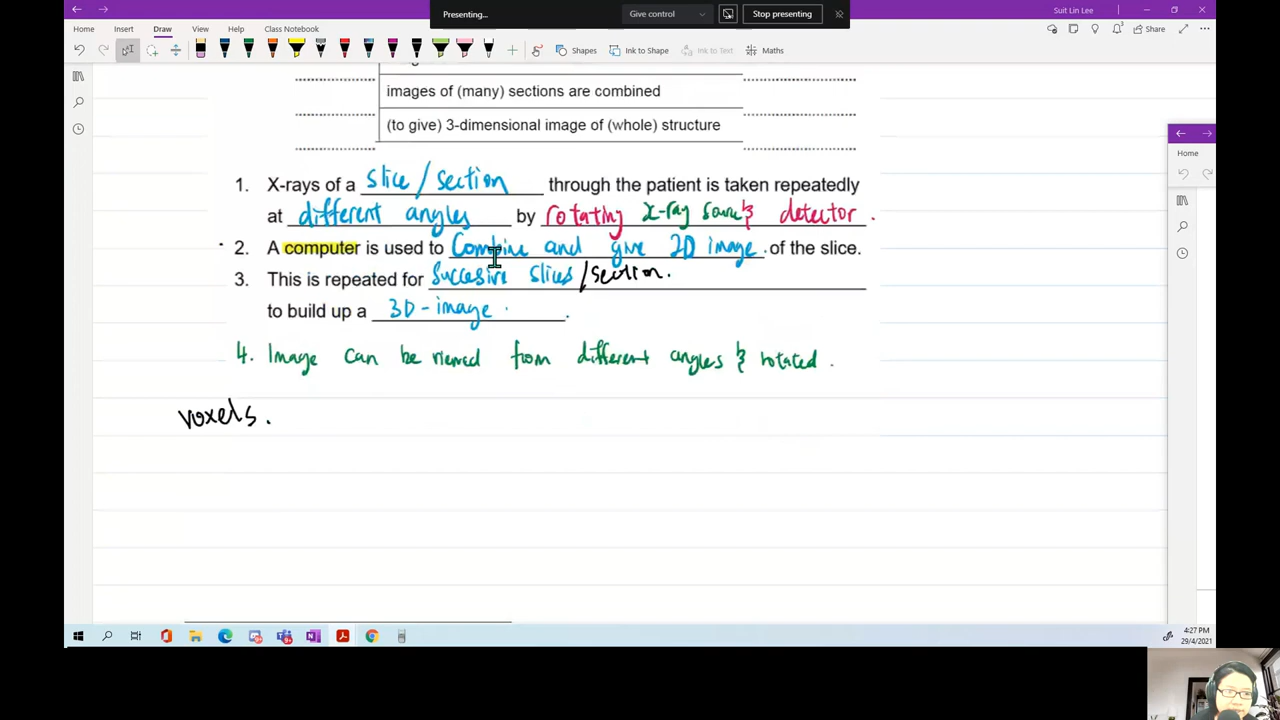 Presenting...
Give control
Stop presenting
Suit Lin Lee
Home Insert Draw View Help Class Notebook
Share
Shapes Ink to Shape Ink to Text Maths
images of (many) sections are combined
(to give) 3-dimensional image of (whole) structure
1. X-rays of a slice / section through the patient is taken repeatedly
at different angles by rotating x-ray source & detector .
2. A computer is used to Combine and give 2D image . of the slice.
3. This is repeated for Succesive slices /section.
to build up a 3D-image .
4. Image can be viewed from different angles & rotated .
voxels.
Home
4:27 PM
29/4/2021